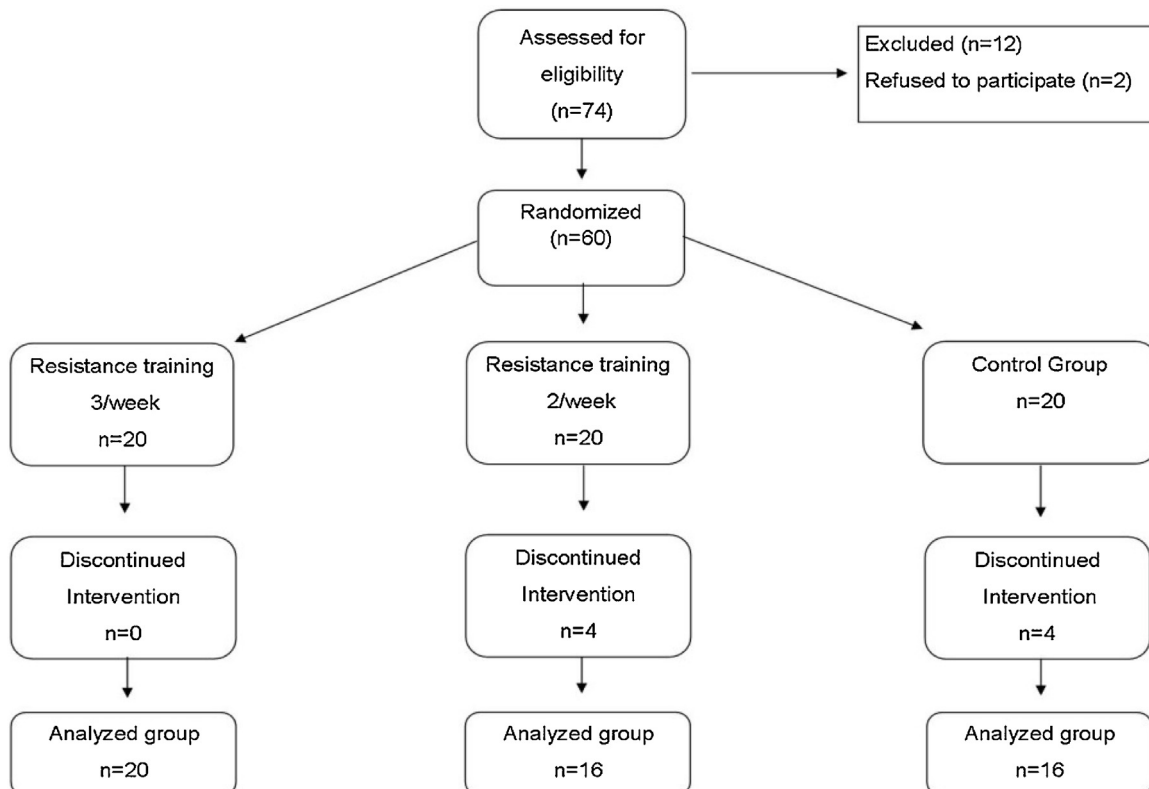 Assessed for
eligibility
(n=74)
Excluded (n=12)
Refused to participate (n=2)
Randomized
(n=60)
Resistance training
3/week
n=20
Resistance training
2/week
n=20
Control Group
n=20
Discontinued
Intervention
n=0
Discontinued
Intervention
n=4
Discontinued
Intervention
n=4
Analyzed group
n=20
Analyzed group
n=16
Analyzed group
n=16